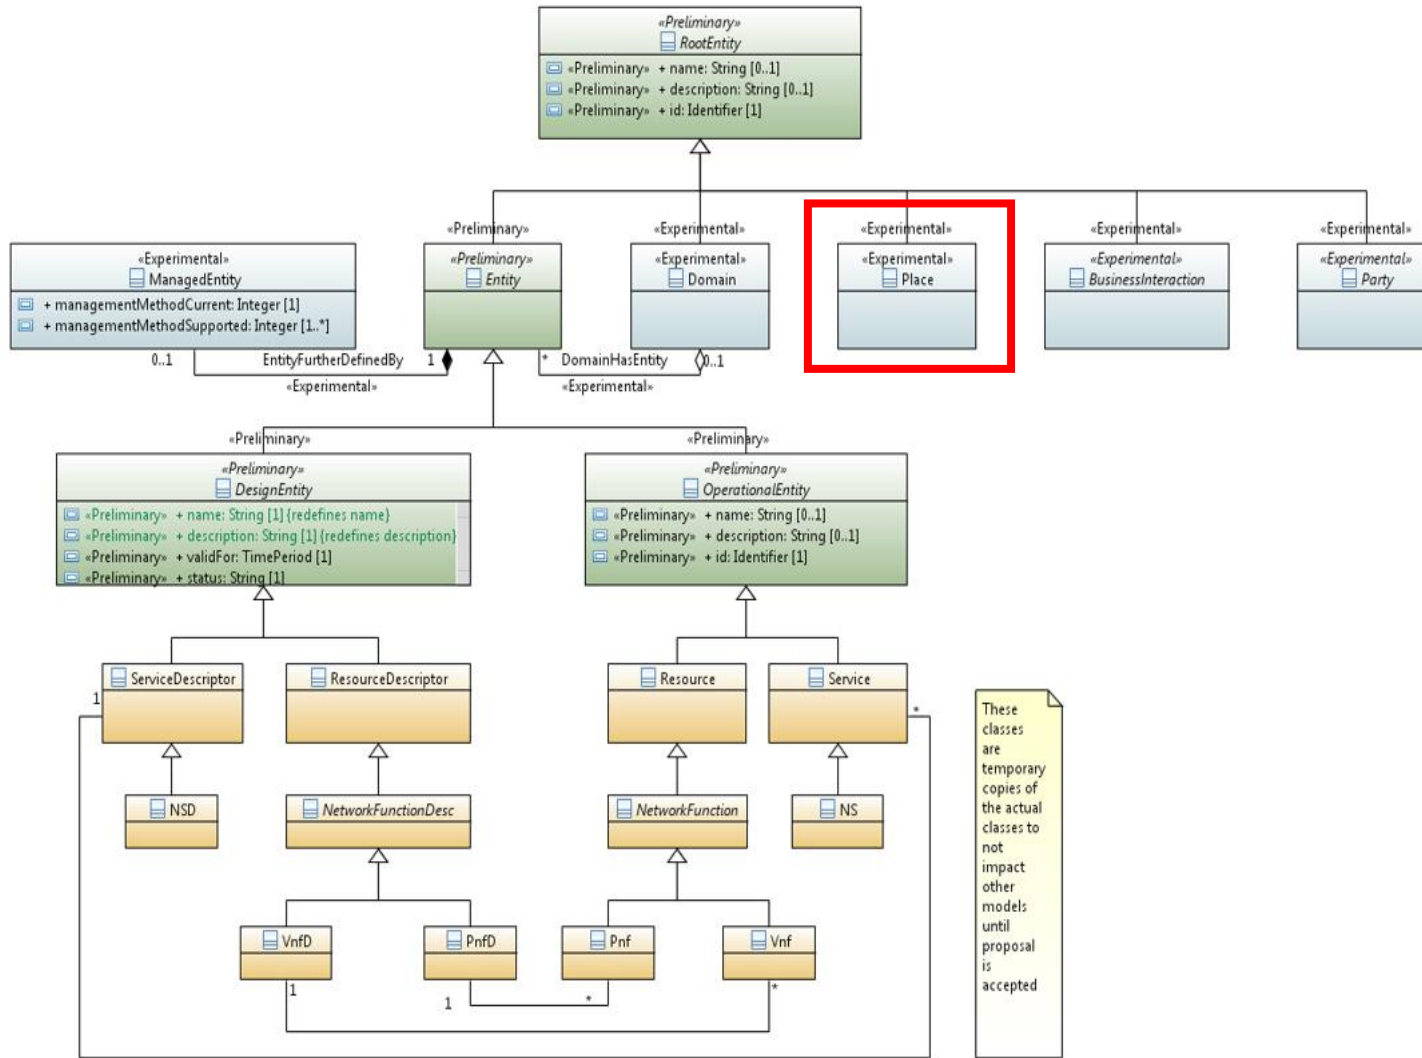 «Preliminary»
RootEntity
«Preliminary» + name: String [0..1]
«Preliminary» + description: String [0..1]
«Preliminary» + id: Identifier [1]
«Preliminary»
«Experimental»
«Experimental»
«Experimental»
«Experimental»
«Experimental»
ManagedEntity
+ managementMethodCurrent: Integer [1]
+ managementMethodSupported: Integer [1..*]
«Preliminary»
Entity
«Experimental»
Domain
«Experimental»
Place
«Experimental»
BusinessInteraction
«Experimental»
Party
0..1
EntityFurtherDefinedBy
1
«Experimental»
*
DomainHasEntity
0..1
«Experimental»
«Preliminary»
«Preliminary»
«Preliminary»
DesignEntity
«Preliminary» + name: String [1] {redefines name}
«Preliminary» + description: String [1] {redefines description}
«Preliminary» + validFor: TimePeriod [1]
«Preliminary» + status: String [1]
«Preliminary»
OperationalEntity
«Preliminary» + name: String [0..1]
«Preliminary» + description: String [0..1]
«Preliminary» + id: Identifier [1]
ServiceDescriptor
ResourceDescriptor
Resource
Service
1
*
NSD
NetworkFunctionDesc
NetworkFunction
NS
VnfD
PnfD
Pnf
Vnf
1
1
*
*
These
classes
are
temporary
copies of
the actual
classes to
not
impact
other
models
until
proposal
is
accepted